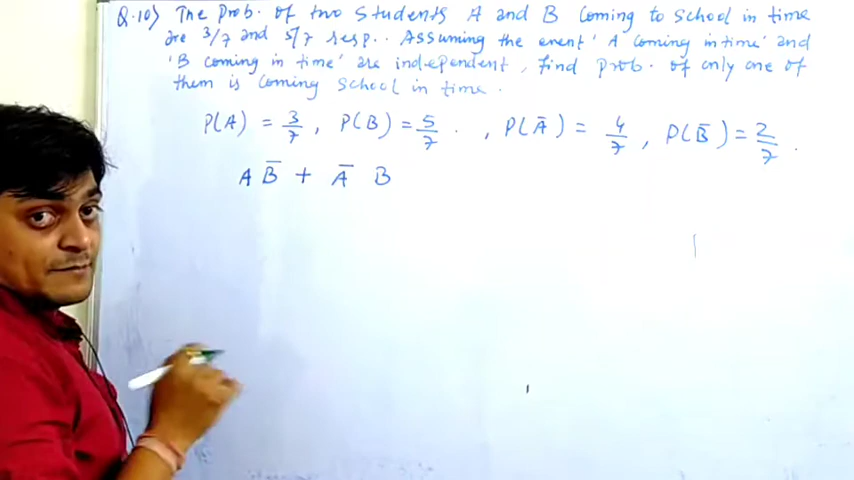 Q.10) The Prob. of two Students A and B Coming to School in time
are 3/7 and 5/7 resp.. Assuming the event 'A Coming in time' and
'B Coming in time' are independent, find Prob. of only one of
them is Coming School in time.
P(A) = 3/7, P(B) = 5/7 . , P(Ā) = 4/7, P(B̄) = 2/7.
A B̄ + Ā B